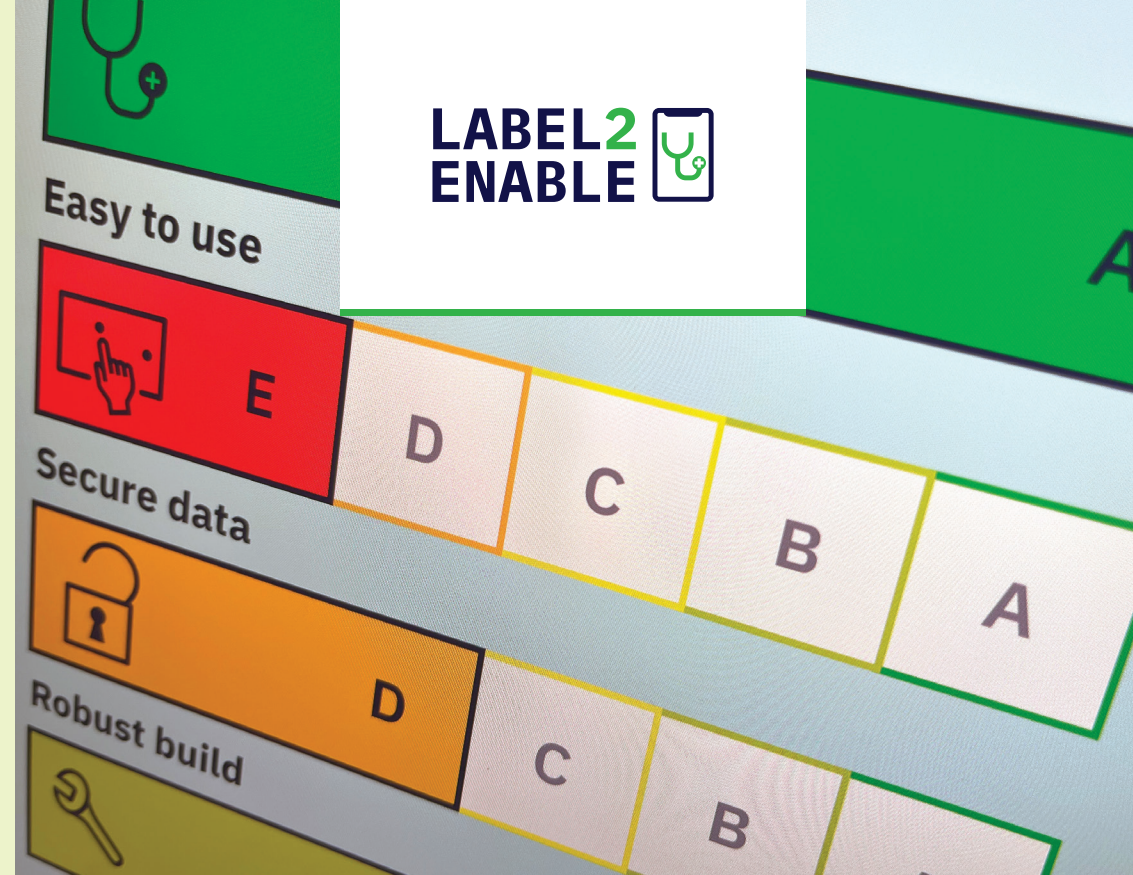 LABEL2
ENABLE
A
Easy to use
E D C B A
Secure data
D C B
Robust build